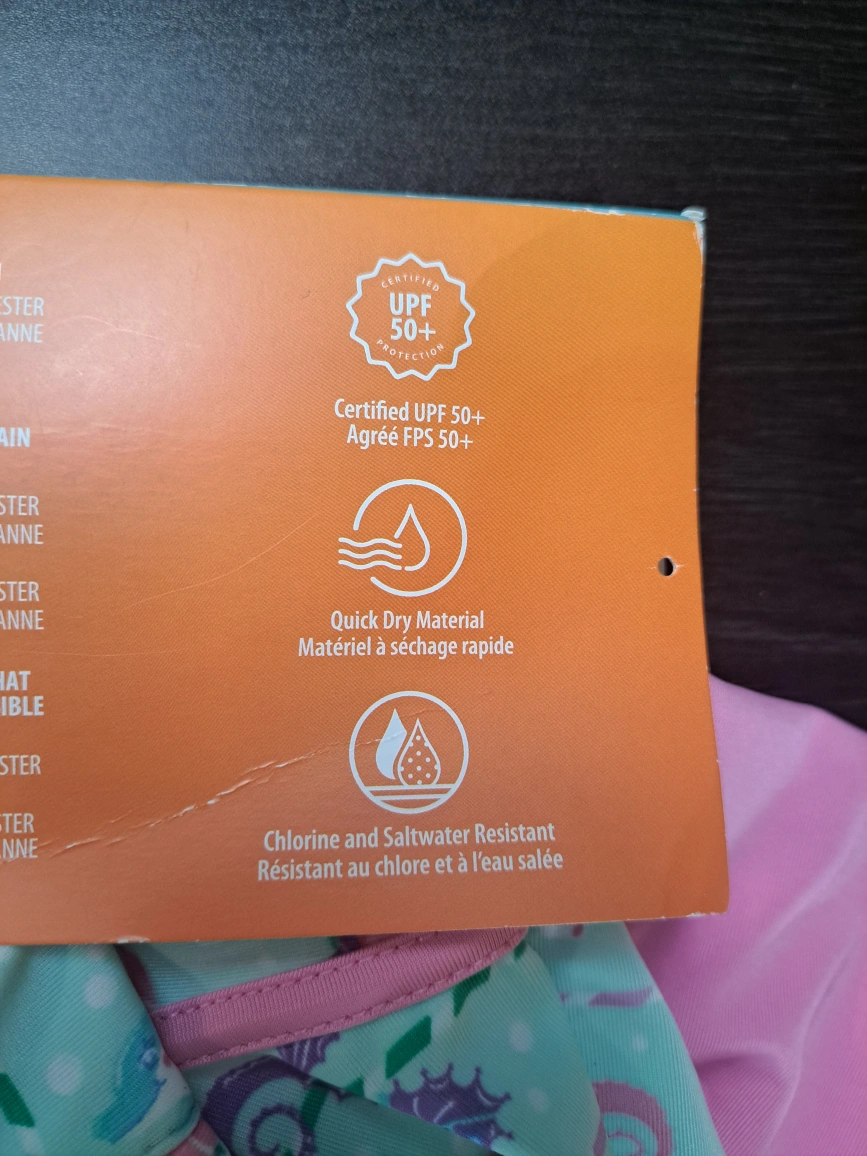 CERTIFIED
UPF
50+
PROTECTION
Certified UPF 50+
Agréé FPS 50+
Quick Dry Material
Matériel à séchage rapide
Chlorine and Saltwater Resistant
Résistant au chlore et à l'eau salée